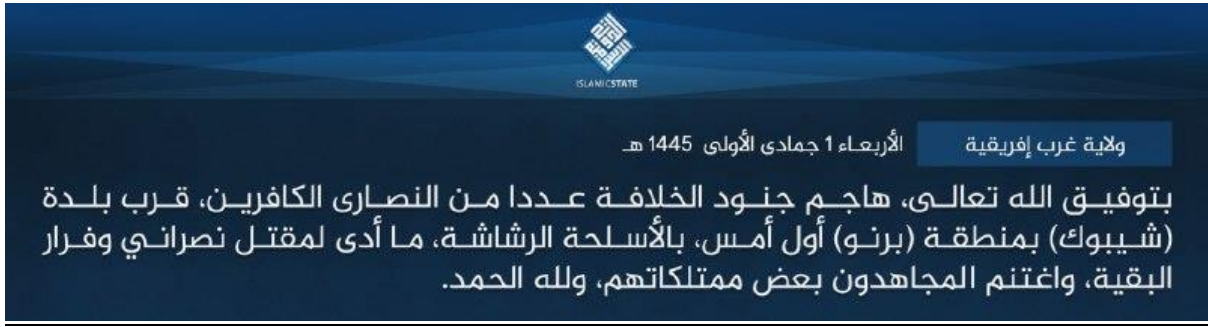 ISLAMICSTATE
ولاية غرب إفريقية
الأربعاء 1 جمادى الأولى 1445 هـ
بتوفيق الله تعالى، هاجم جنود الخلافة عددا من النصارى الكافرين، قرب بلدة
(شيبوك) بمنطقة (برنو) أول أمس، بالأسلحة الرشاشة، ما أدى لمقتل نصراني وفرار
البقية، واغتنم المجاهدون بعض ممتلكاتهم، ولله الحمد.